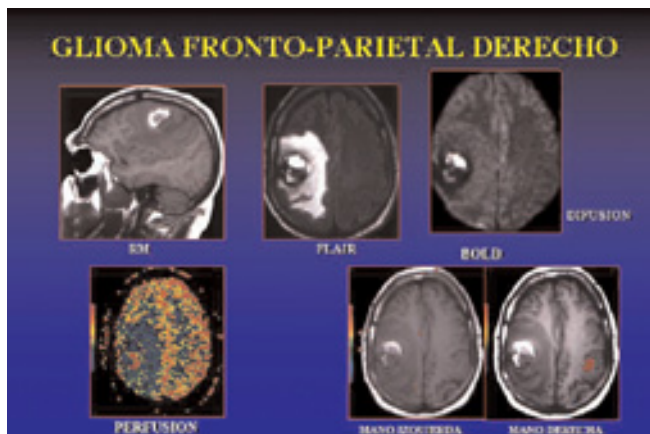 GLIOMA FRONTO-PARIETAL DERECHO
RM
FLAIR
DIFUSION
BOLD
PERFUSION
MANO IZQUIERDA
MANO DERECHA